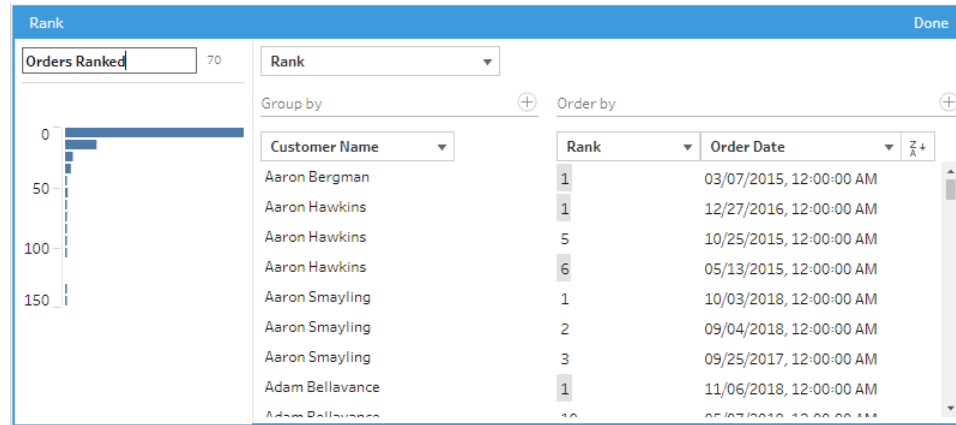 Rank Done
Orders Ranked 70 Rank
Group by Order by
Customer Name Rank Order Date
0
50
100
150
Aaron Bergman 1 03/07/2015, 12:00:00 AM
Aaron Hawkins 1 12/27/2016, 12:00:00 AM
Aaron Hawkins 5 10/25/2015, 12:00:00 AM
Aaron Hawkins 6 05/13/2015, 12:00:00 AM
Aaron Smayling 1 10/03/2018, 12:00:00 AM
Aaron Smayling 2 09/04/2018, 12:00:00 AM
Aaron Smayling 3 09/25/2017, 12:00:00 AM
Adam Bellavance 1 11/06/2018, 12:00:00 AM
Adam Bellavance